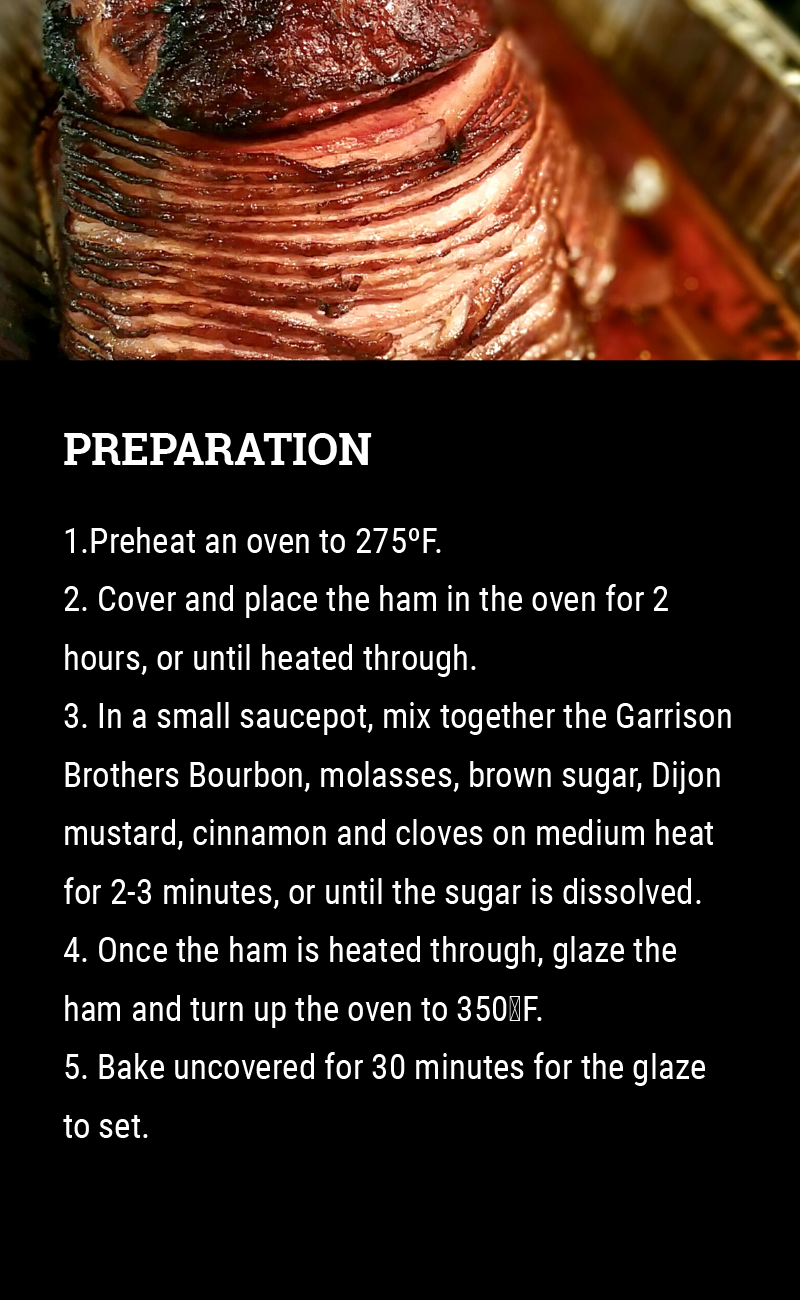 PREPARATION
1.Preheat an oven to 275ºF.
2. Cover and place the ham in the oven for 2
hours, or until heated through.
3. In a small saucepot, mix together the Garrison
Brothers Bourbon, molasses, brown sugar, Dijon
mustard, cinnamon and cloves on medium heat
for 2-3 minutes, or until the sugar is dissolved.
4. Once the ham is heated through, glaze the
ham and turn up the oven to 350▯F.
5. Bake uncovered for 30 minutes for the glaze
to set.